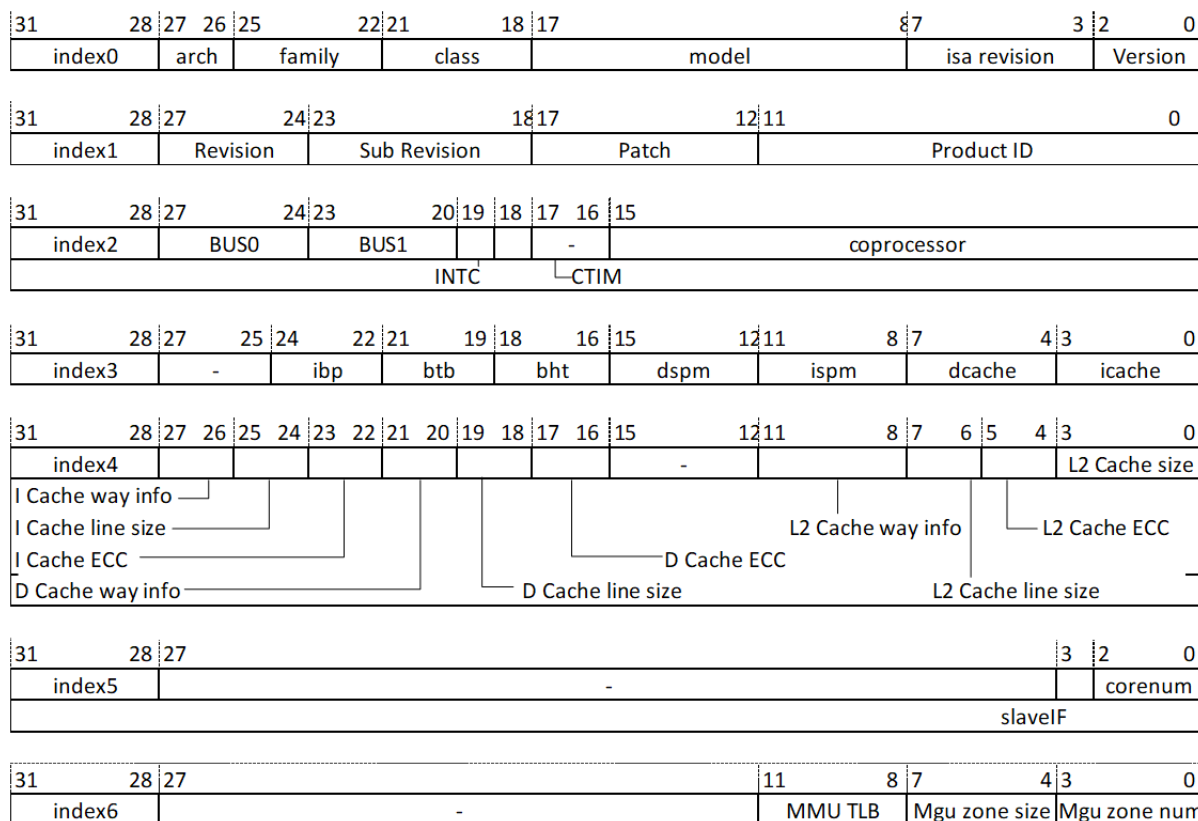 31 28 27 26 25 22 21 18 17 8 7 3 2 0
index0 arch family class model isa revision Version
31 28 27 24 23 18 17 12 11 0
index1 Revision Sub Revision Patch Product ID
31 28 27 24 23 20 19 18 17 16 15
index2 BUS0 BUS1 - coprocessor
INTC CTIM
31 28 27 25 24 22 21 19 18 16 15 12 11 8 7 4 3 0
index3 - ibp btb bht dspm ispm dcache icache
31 28 27 26 25 24 23 22 21 20 19 18 17 16 15 12 11 8 7 6 5 4 3 0
index4 - L2 Cache size
I Cache way info
I Cache line size L2 Cache way info L2 Cache ECC
I Cache ECC D Cache ECC
D Cache way info D Cache line size L2 Cache line size
31 28 27 3 2 0
index5 - corenum
slaveIF
31 28 27 11 8 7 4 3 0
index6 - MMU TLB Mgu zone size Mgu zone num